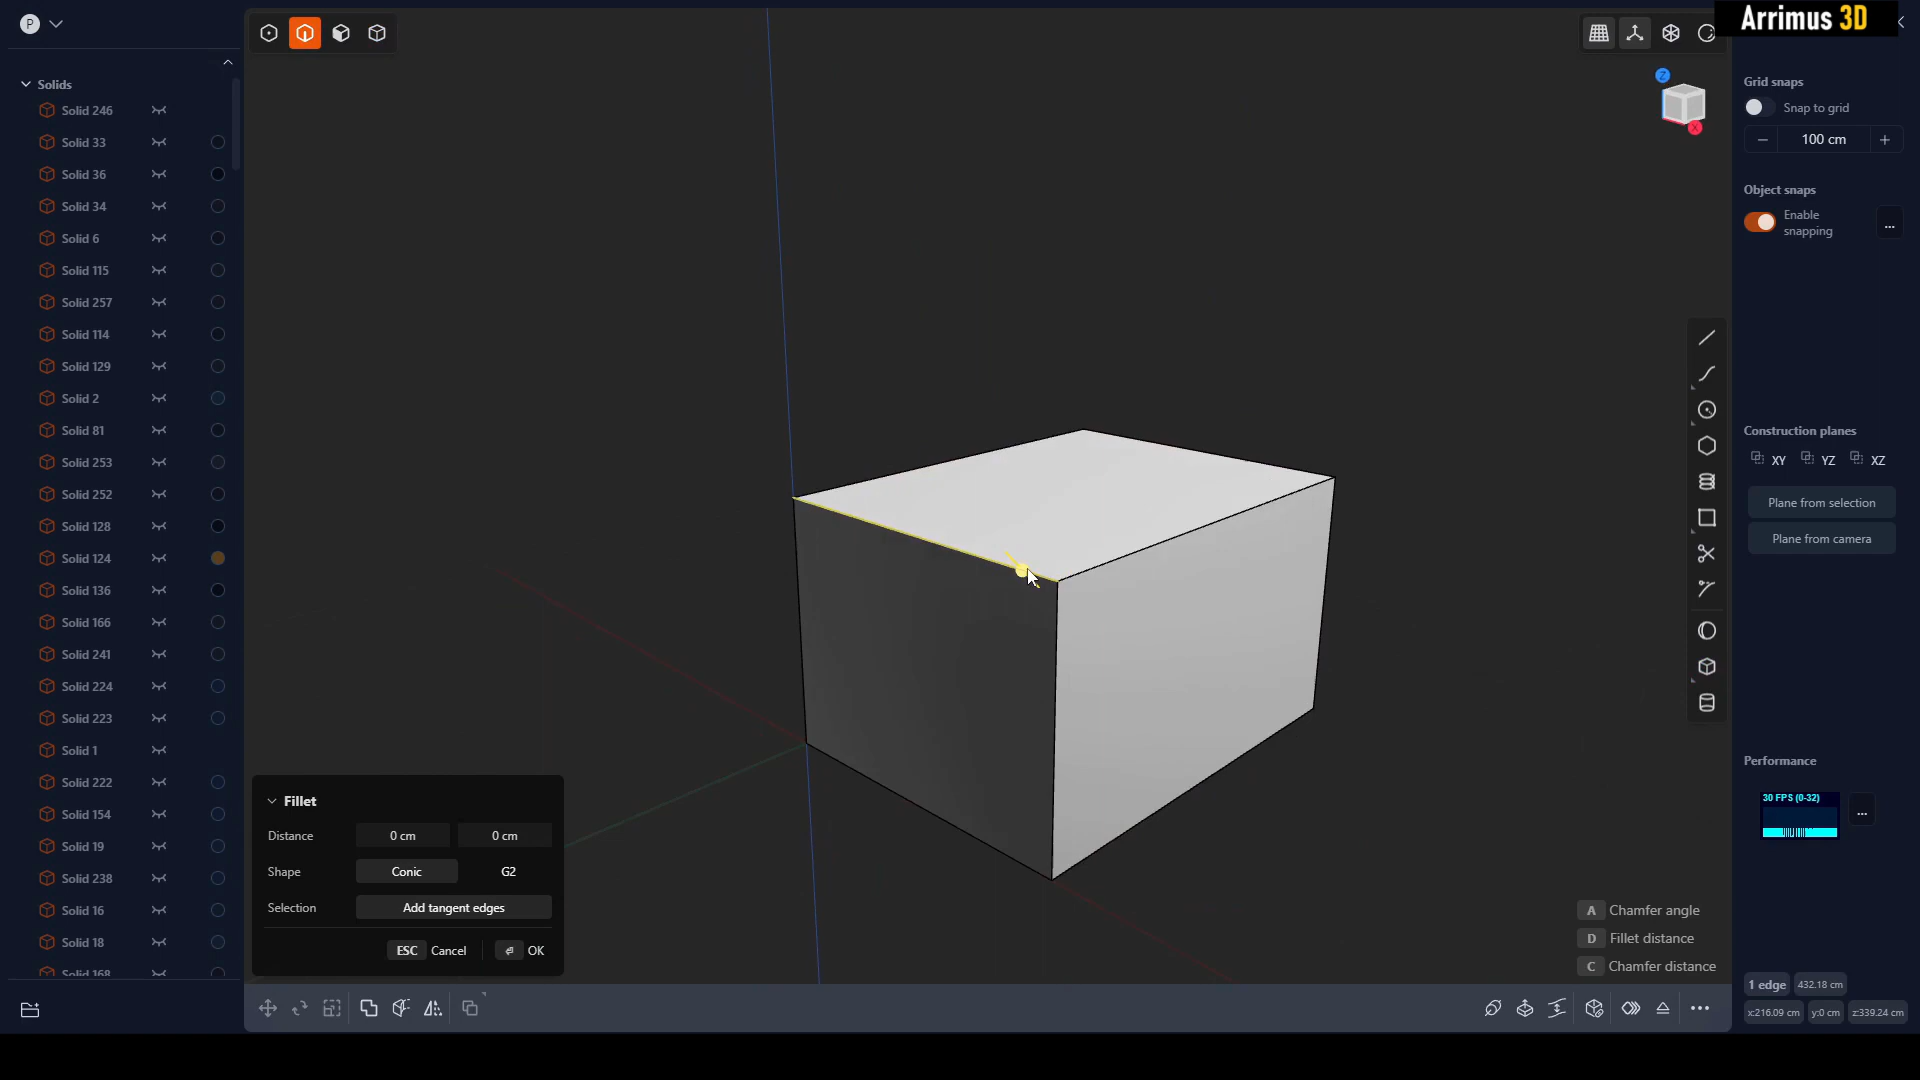 P
Arrimus 3D
Solids
Solid 246
Solid 33
Solid 36
Solid 34
Solid 6
Solid 115
Solid 257
Solid 114
Solid 129
Solid 2
Solid 81
Solid 253
Solid 252
Solid 128
Solid 124
Solid 136
Solid 166
Solid 241
Solid 224
Solid 223
Solid 1
Solid 222
Solid 154
Solid 19
Solid 238
Solid 16
Solid 18
Solid 168
Z
X
Fillet
Distance 0 cm 0 cm
Shape Conic G2
Selection Add tangent edges
ESC Cancel OK
A Chamfer angle
D Fillet distance
C Chamfer distance
Grid snaps
Snap to grid
− 100 cm +
Object snaps
Enable
snapping
...
Construction planes
XY YZ XZ
Plane from selection
Plane from camera
Performance
30 FPS (0-32)
...
1 edge 432.18 cm
x:216.09 cm y:0 cm z:339.24 cm